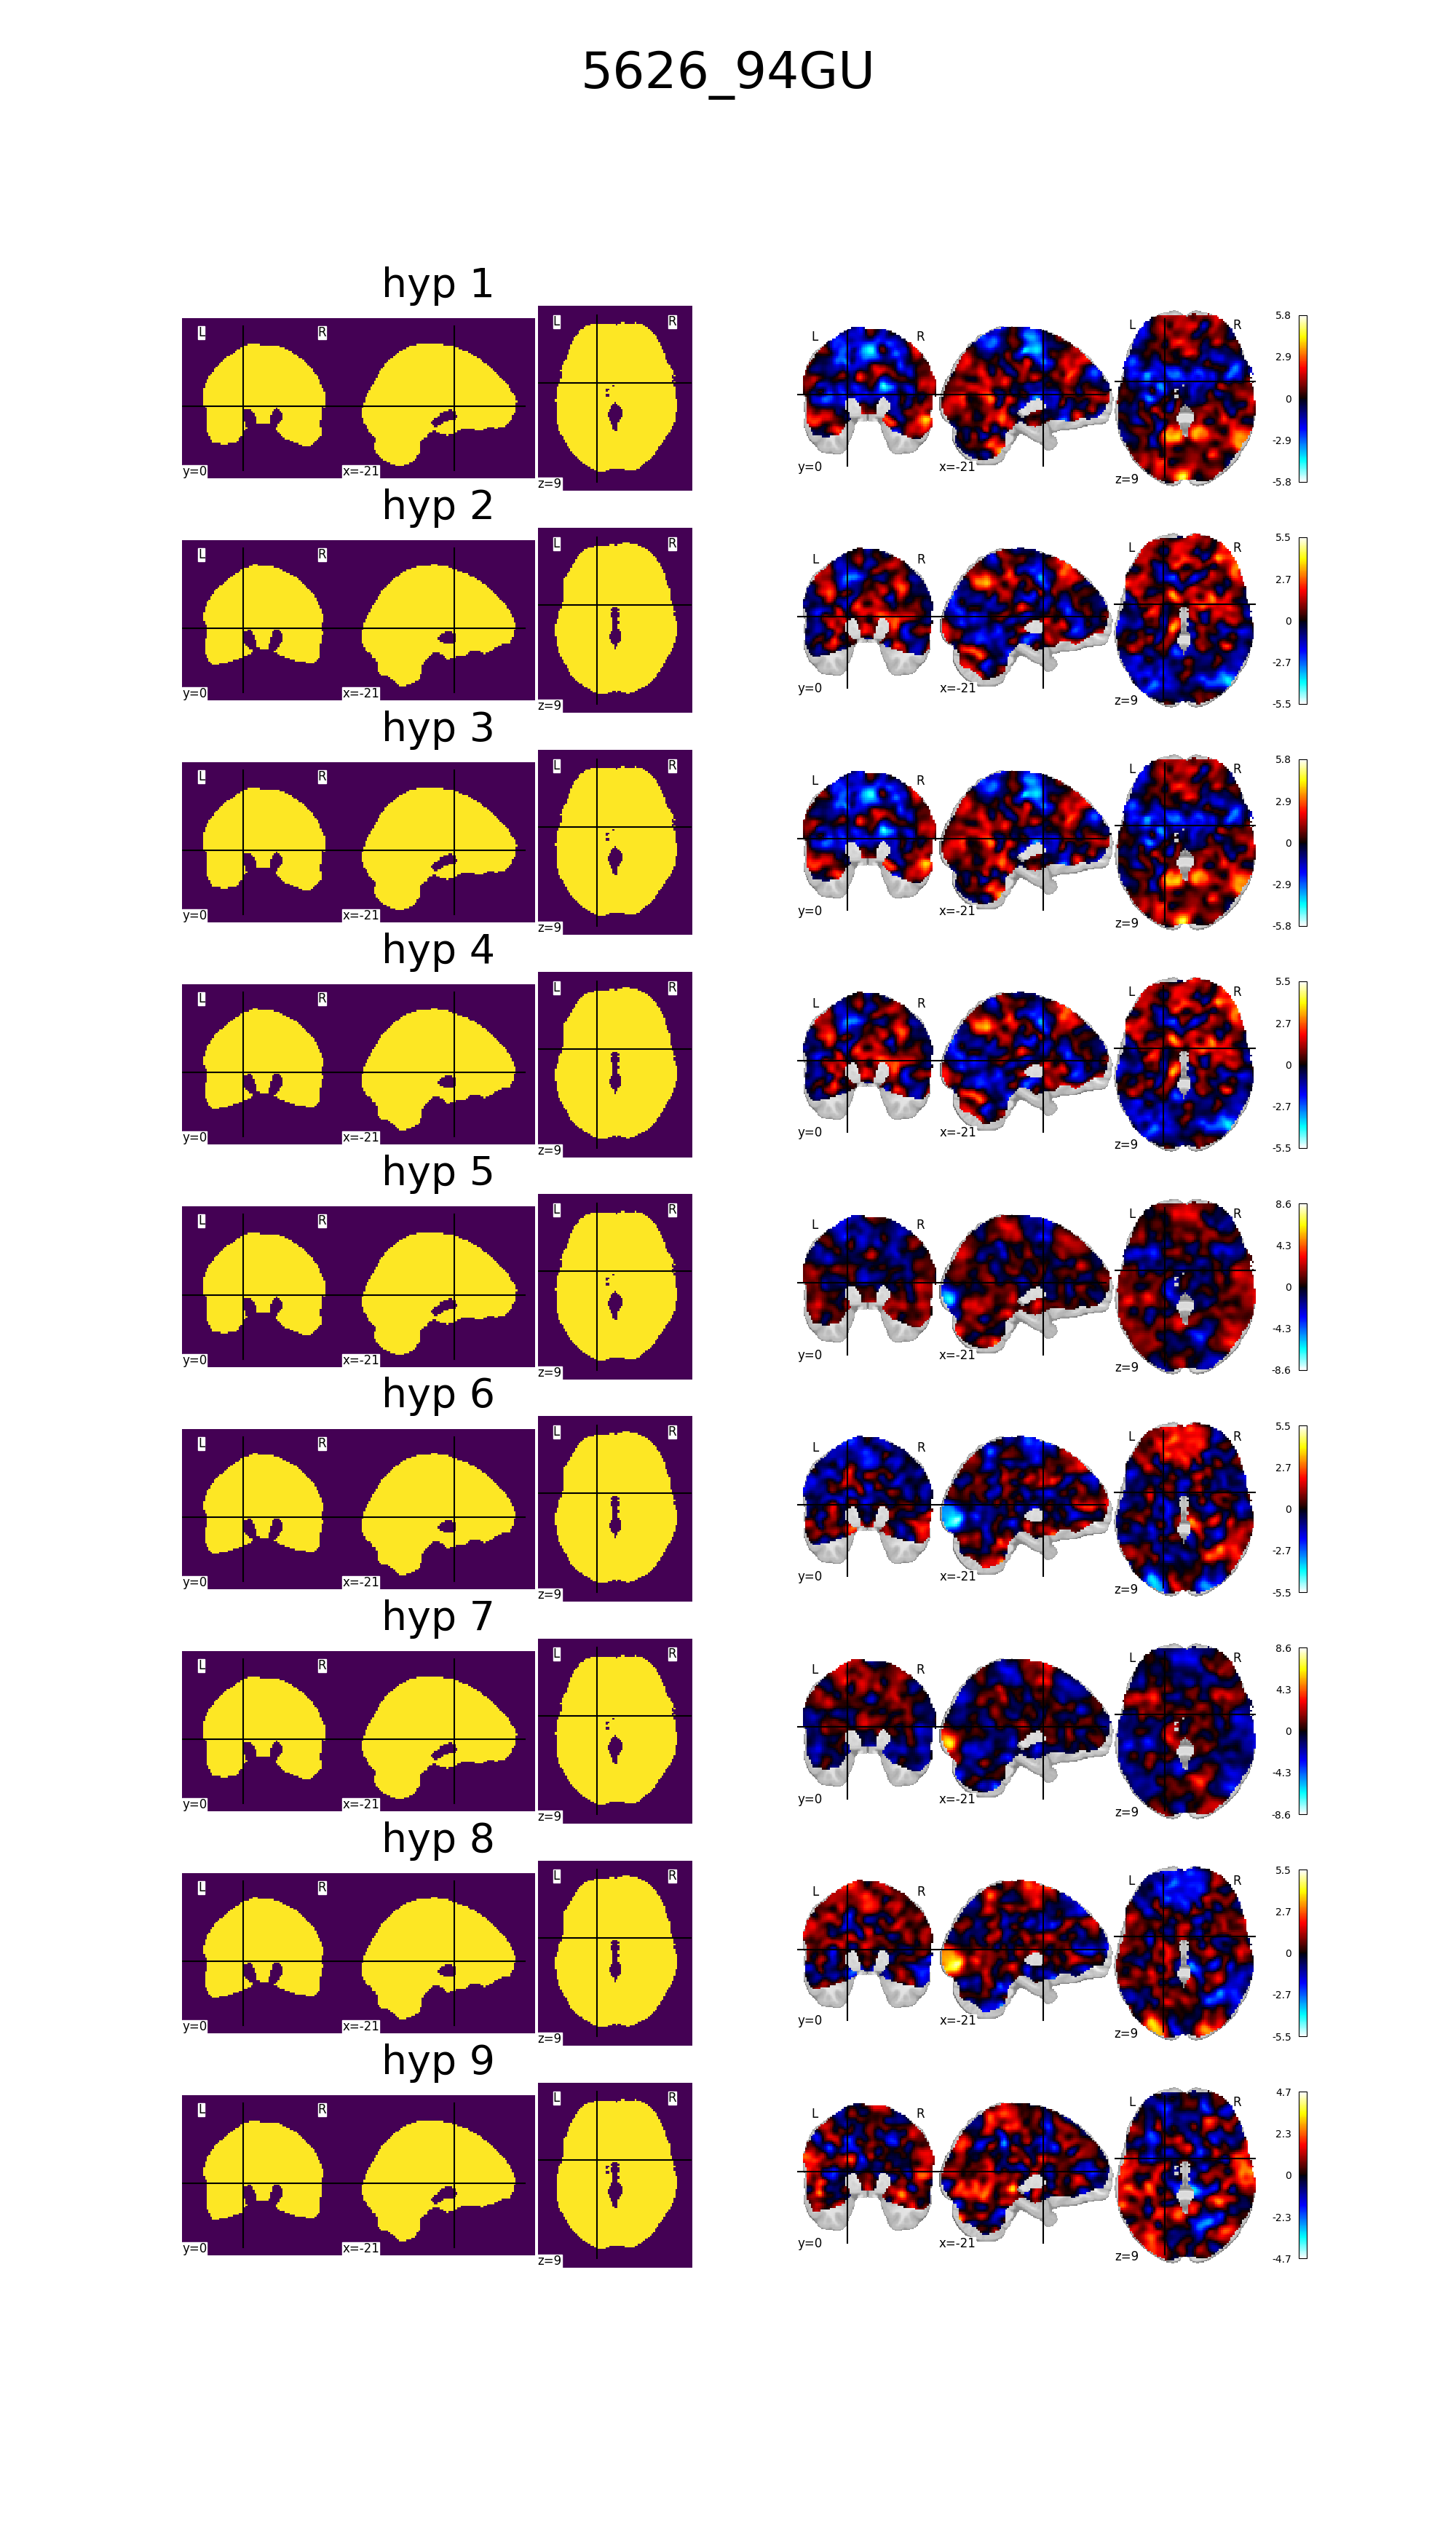 5626_94GU
hyp 1
L R L R L R L R 5.8
2.9
0
-2.9
-5.8
y=0 x=-21 z=9 y=0 x=-21 z=9
hyp 2
L R L R L R L R 5.5
2.7
0
-2.7
-5.5
y=0 x=-21 z=9 y=0 x=-21 z=9
hyp 3
L R L R L R L R 5.8
2.9
0
-2.9
-5.8
y=0 x=-21 z=9 y=0 x=-21 z=9
hyp 4
L R L R L R L R 5.5
2.7
0
-2.7
-5.5
y=0 x=-21 z=9 y=0 x=-21 z=9
hyp 5
L R L R L R L R 8.6
4.3
0
-4.3
-8.6
y=0 x=-21 z=9 y=0 x=-21 z=9
hyp 6
L R L R L R L R 5.5
2.7
0
-2.7
-5.5
y=0 x=-21 z=9 y=0 x=-21 z=9
hyp 7
L R L R L R L R 8.6
4.3
0
-4.3
-8.6
y=0 x=-21 z=9 y=0 x=-21 z=9
hyp 8
L R L R L R L R 5.5
2.7
0
-2.7
-5.5
y=0 x=-21 z=9 y=0 x=-21 z=9
hyp 9
L R L R L R L R 4.7
2.3
0
-2.3
-4.7
y=0 x=-21 z=9 y=0 x=-21 z=9